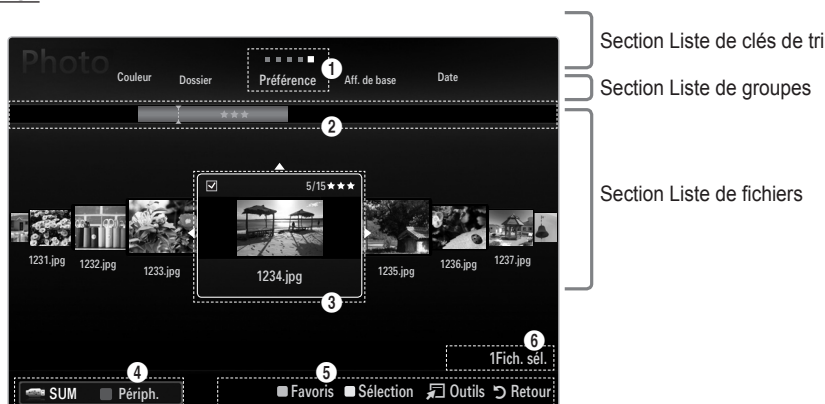 Photo
Couleur Dossier Préférence Aff. de base Date
①
★★★
②
5/15★★★
1231.jpg 1232.jpg 1233.jpg 1234.jpg 1235.jpg 1236.jpg 1237.jpg
③
⑥
1Fich. sél.
④ ⑤
SUM Périph. Favoris Sélection Outils Retour
Section Liste de clés de tri
Section Liste de groupes
Section Liste de fichiers